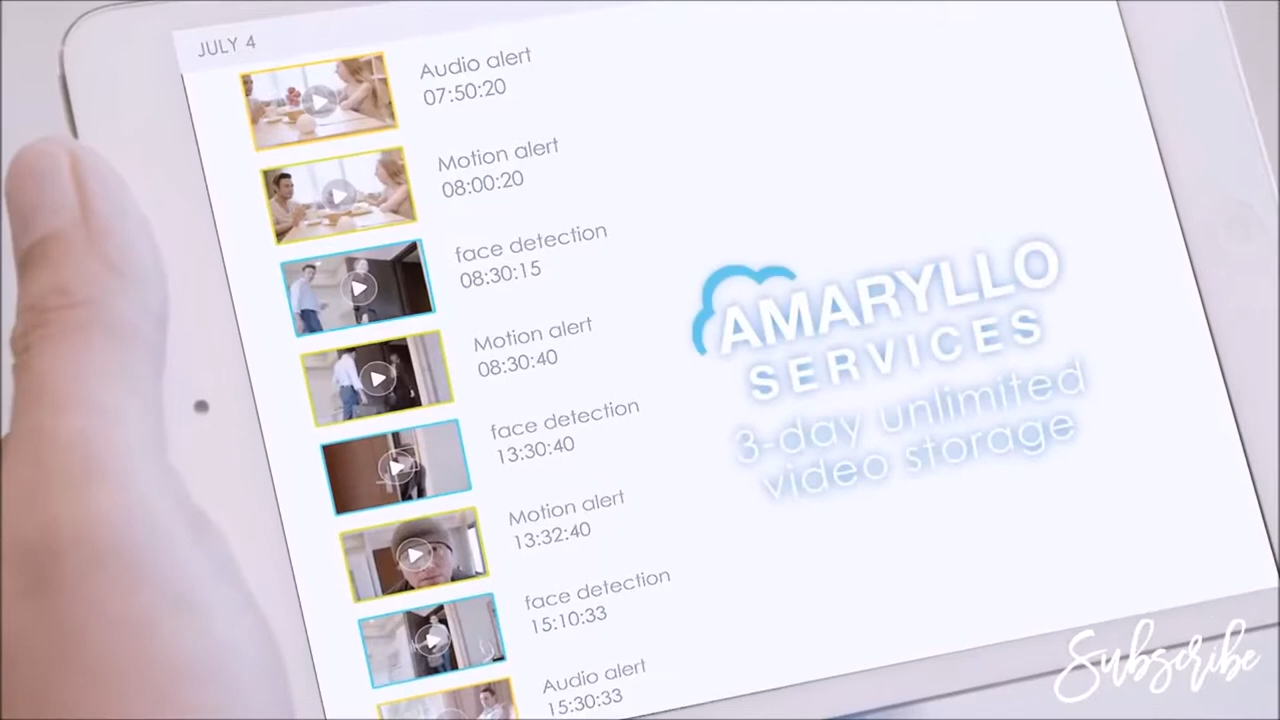 JULY 4
Audio alert
07:50:20
Motion alert
08:00:20
face detection
08:30:15
Motion alert
08:30:40
face detection
13:30:40
Motion alert
13:32:40
face detection
15:10:33
Audio alert
15:30:33
AMARYLLO
SERVICES
3-day unlimited
video storage
Subscribe